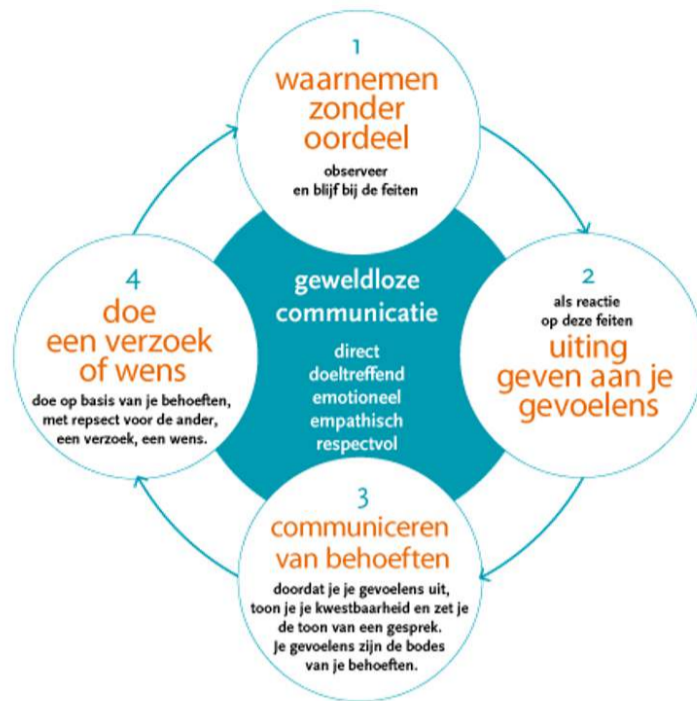 1
waarnemen
zonder
oordeel
observeer
en blijf bij de feiten
2
als reactie
op deze feiten
uiting
geven aan je
gevoelens
3
communiceren
van behoeften
doordat je je gevoelens uit,
toon je je kwestbaarheid en zet je
de toon van een gesprek.
Je gevoelens zijn de bodes
van je behoeften.
4
doe
een verzoek
of wens
doe op basis van je behoeften,
met repsect voor de ander,
een verzoek, een wens.
geweldloze
communicatie
direct
doeltreffend
emotioneel
empathisch
respectvol